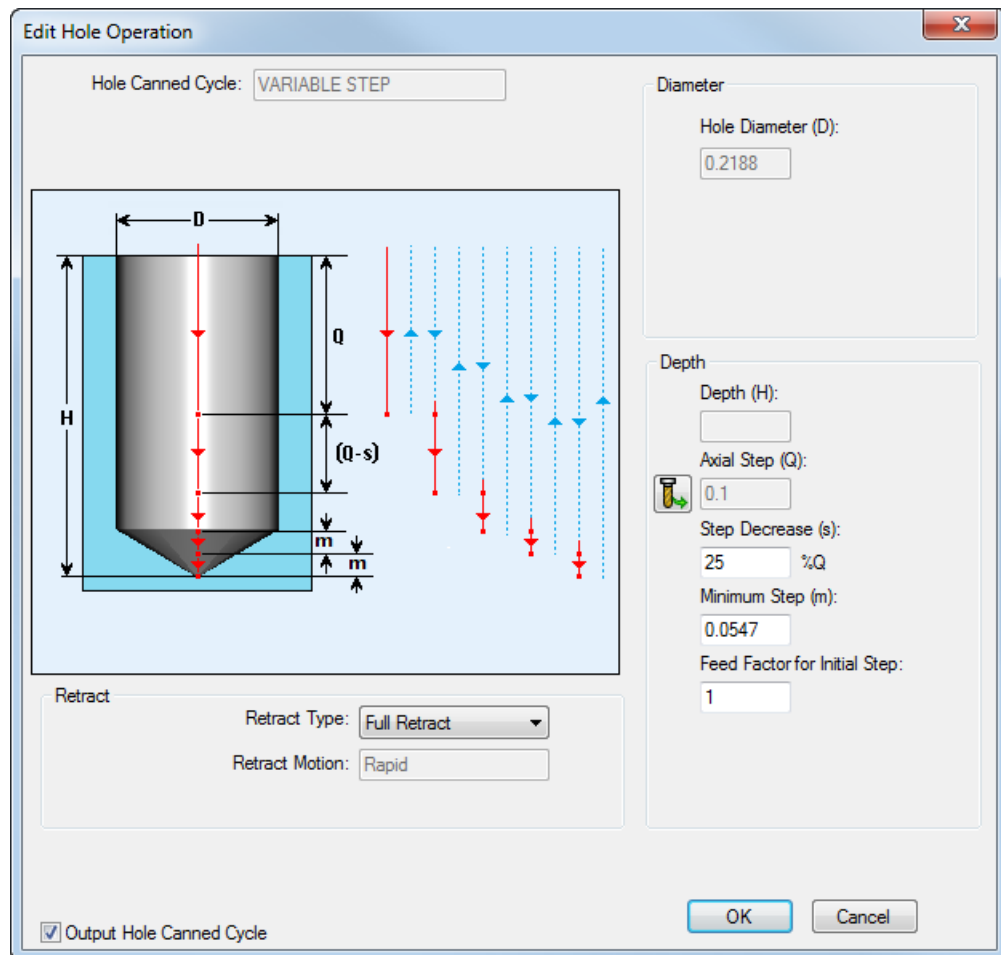 Edit Hole Operation
Hole Canned Cycle: VARIABLE STEP
Diameter
Hole Diameter (D):
0.2188
D
H
Q
(Q-s)
m
m
Depth
Depth (H):
Axial Step (Q):
0.1
Step Decrease (s):
25 %Q
Minimum Step (m):
0.0547
Feed Factor for Initial Step:
1
Retract
Retract Type: Full Retract
Retract Motion: Rapid
Output Hole Canned Cycle
OK Cancel